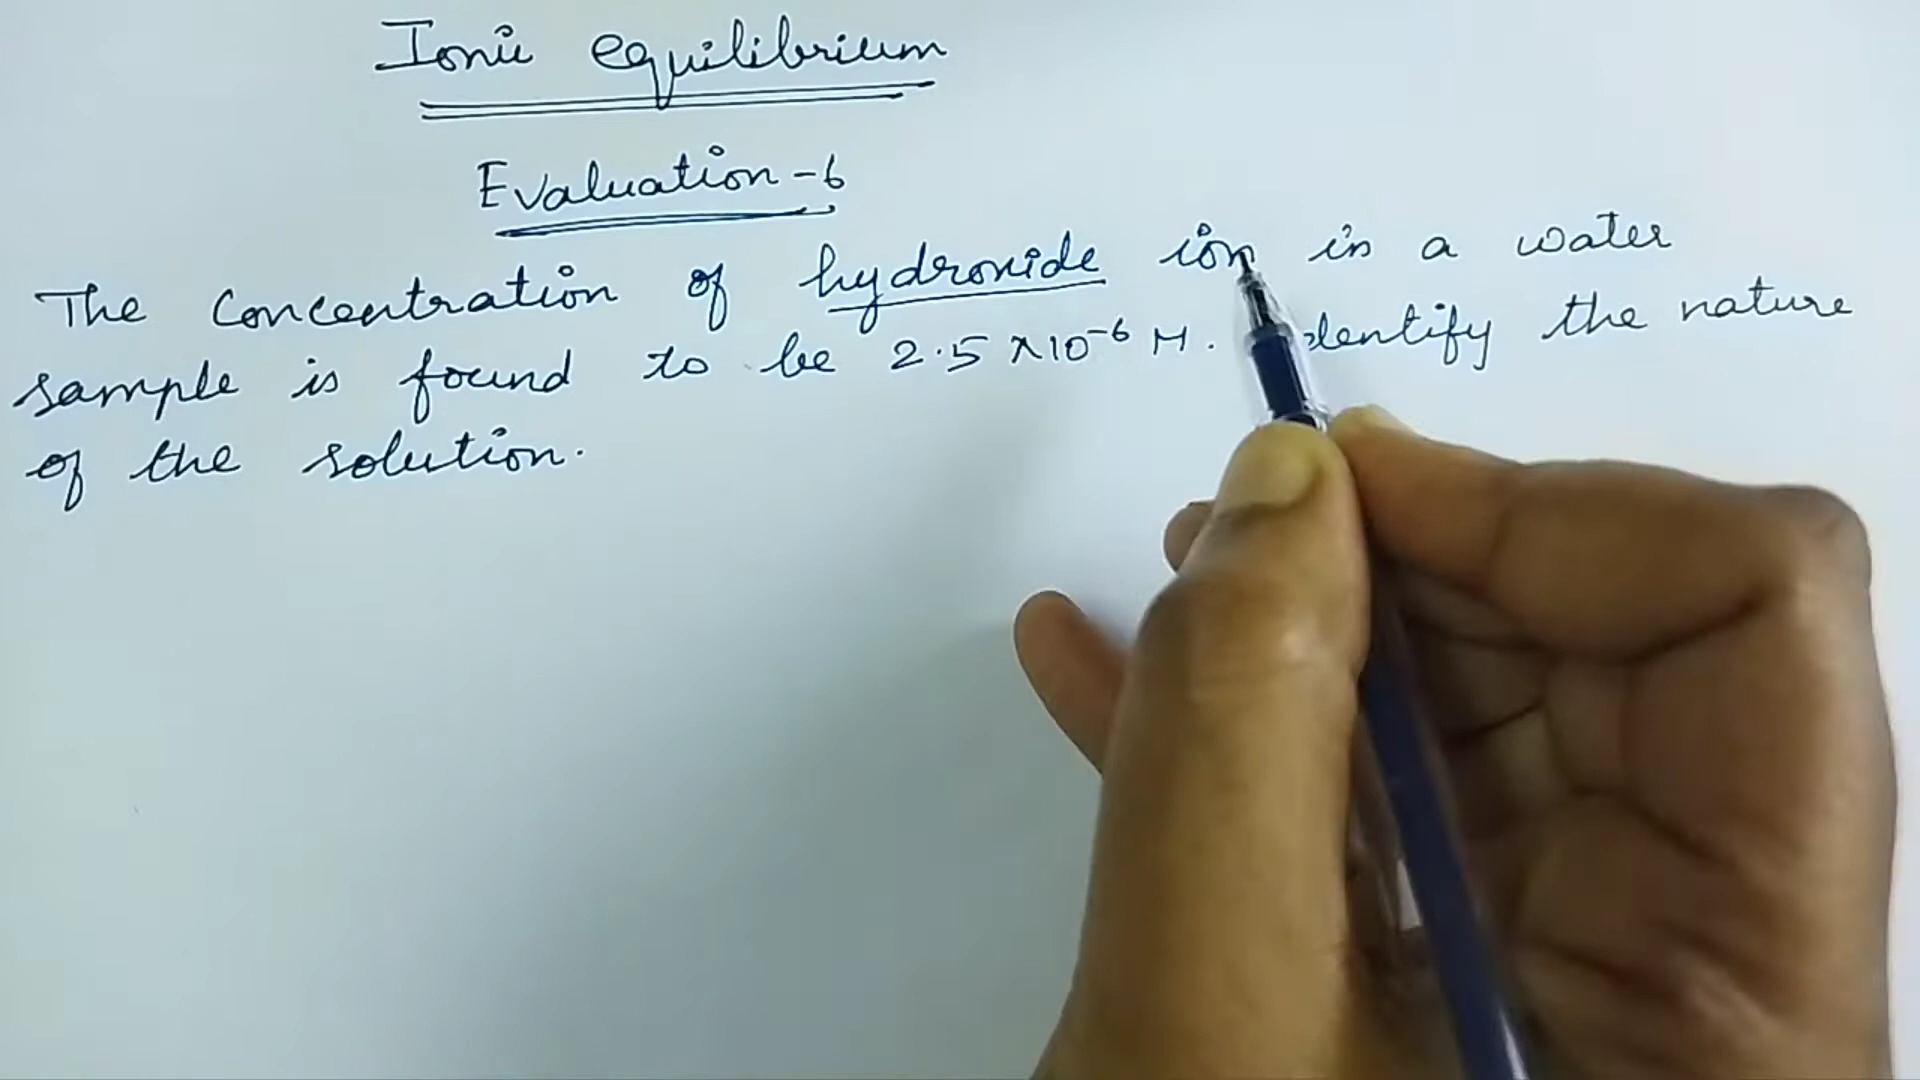 Ionic equilibrium
Evaluation-6
The concentration of hydroxide ion in a water
sample is found to be 2.5 × 10⁻⁶ M. Identify the nature
of the solution.